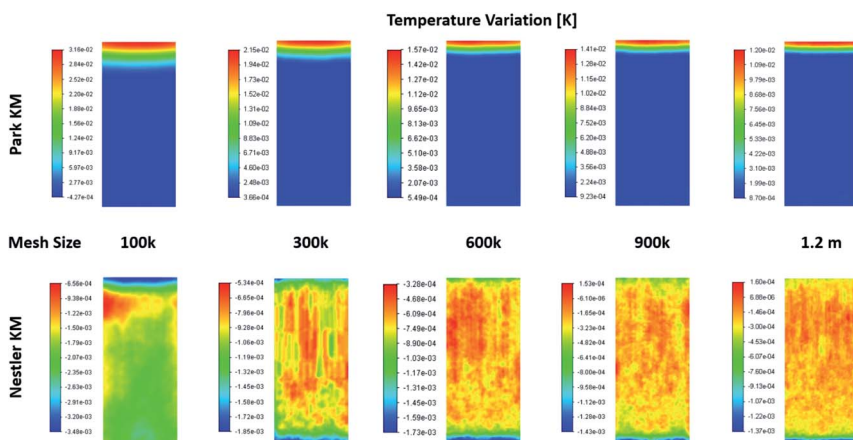 Temperature Variation [K]
Park KM
3.16e-02
2.84e-02
2.52e-02
2.20e-02
1.88e-02
1.56e-02
1.24e-02
9.17e-03
5.97e-03
2.77e-03
-4.27e-04
2.15e-02
1.94e-02
1.73e-02
1.52e-02
1.30e-02
1.09e-02
8.83e-03
6.71e-03
4.60e-03
2.48e-03
3.66e-04
1.57e-02
1.42e-02
1.27e-02
1.11e-02
9.63e-03
8.12e-03
6.60e-03
5.10e-03
3.58e-03
2.07e-03
5.49e-04
1.41e-02
1.28e-02
1.15e-02
1.02e-02
8.84e-03
7.52e-03
6.20e-03
4.88e-03
3.56e-03
2.24e-03
9.23e-04
1.20e-02
1.09e-02
9.79e-03
8.68e-03
7.56e-03
6.45e-03
5.33e-03
4.22e-03
3.10e-03
1.99e-03
8.70e-04
Mesh Size 100k 300k 600k 900k 1.2 m
Nestler KM
-6.56e-04
-9.38e-04
-1.22e-03
-1.50e-03
-1.79e-03
-2.07e-03
-2.35e-03
-2.63e-03
-2.91e-03
-3.20e-03
-3.48e-03
-5.34e-04
-6.65e-04
-7.97e-04
-9.28e-04
-1.06e-03
-1.19e-03
-1.32e-03
-1.45e-03
-1.59e-03
-1.72e-03
-1.85e-03
-3.28e-04
-4.68e-04
-6.09e-04
-7.49e-04
-8.90e-04
-1.03e-03
-1.17e-03
-1.31e-03
-1.45e-03
-1.59e-03
-1.73e-03
1.53e-04
-6.10e-06
-1.65e-04
-3.23e-04
-4.82e-04
-6.41e-04
-8.00e-04
-9.58e-04
-1.12e-03
-1.28e-03
-1.43e-03
1.60e-04
6.88e-06
-1.46e-04
-3.00e-04
-4.53e-04
-6.07e-04
-7.60e-04
-9.13e-04
-1.07e-03
-1.22e-03
-1.37e-03